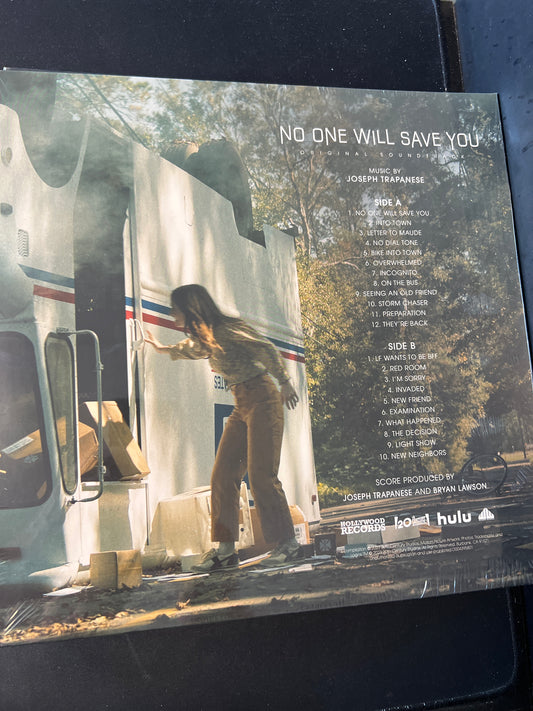 NO ONE WILL SAVE YOU
ORIGINAL SOUNDTRACK
MUSIC BY
JOSEPH TRAPANESE
SIDE A
1. NO ONE WILL SAVE YOU
2. INTO TOWN
3. LETTER TO MAUDE
4. NO DIAL TONE
5. BIKE INTO TOWN
6. OVERWHELMED
7. INCOGNITO
8. ON THE BUS
9. SEEING AN OLD FRIEND
10. STORM CHASER
11. PREPARATION
12. THEY'RE BACK
SIDE B
1. LF WANTS TO BE BFF
2. RED ROOM
3. I'M SORRY
4. INVADED
5. NEW FRIEND
6. EXAMINATION
7. WHAT HAPPENED
8. THE DECISION
9. LIGHT SHOW
10. NEW NEIGHBORS
SCORE PRODUCED BY
JOSEPH TRAPANESE AND BRYAN LAWSON
HOLLYWOOD RECORDS
20 hulu